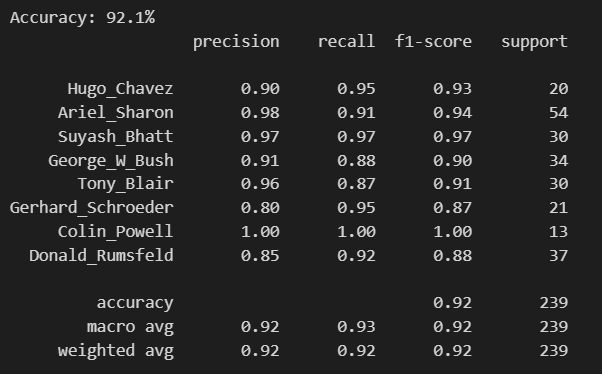 Accuracy: 92.1%
precision recall f1-score support
Hugo_Chavez 0.90 0.95 0.93 20
Ariel_Sharon 0.98 0.91 0.94 54
Suyash_Bhatt 0.97 0.97 0.97 30
George_W_Bush 0.91 0.88 0.90 34
Tony_Blair 0.96 0.87 0.91 30
Gerhard_Schroeder 0.80 0.95 0.87 21
Colin_Powell 1.00 1.00 1.00 13
Donald_Rumsfeld 0.85 0.92 0.88 37
accuracy 0.92 239
macro avg 0.92 0.93 0.92 239
weighted avg 0.92 0.92 0.92 239